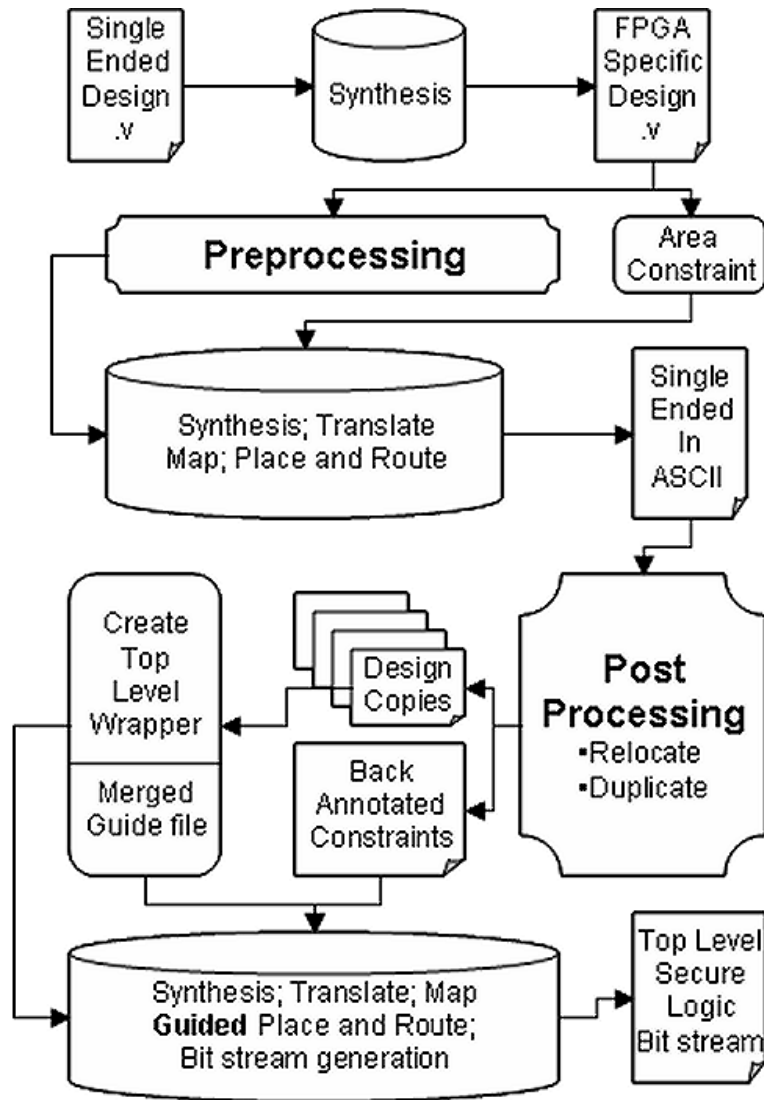 Single
Ended
Design
.v
Synthesis
FPGA
Specific
Design
.v
Preprocessing
Area
Constraint
Synthesis; Translate
Map; Place and Route
Single
Ended
In
ASCII
Create
Top
Level
Wrapper
Merged
Guide file
Design
Copies
Back
Annotated
Constraints
Post
Processing
▪Relocate
▪Duplicate
Synthesis; Translate; Map
Guided Place and Route;
Bit stream generation
Top Level
Secure
Logic
Bit stream